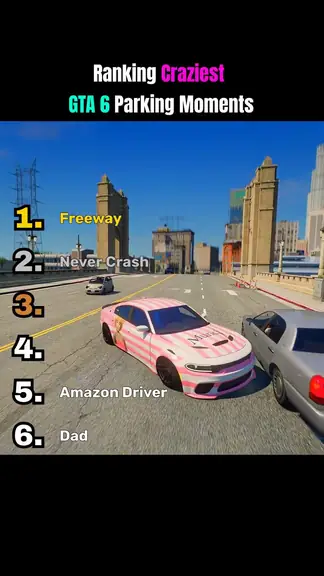 Ranking Craziest
GTA 6 Parking Moments
1. Freeway
2. Never Crash
3.
4.
5. Amazon Driver
6. Dad